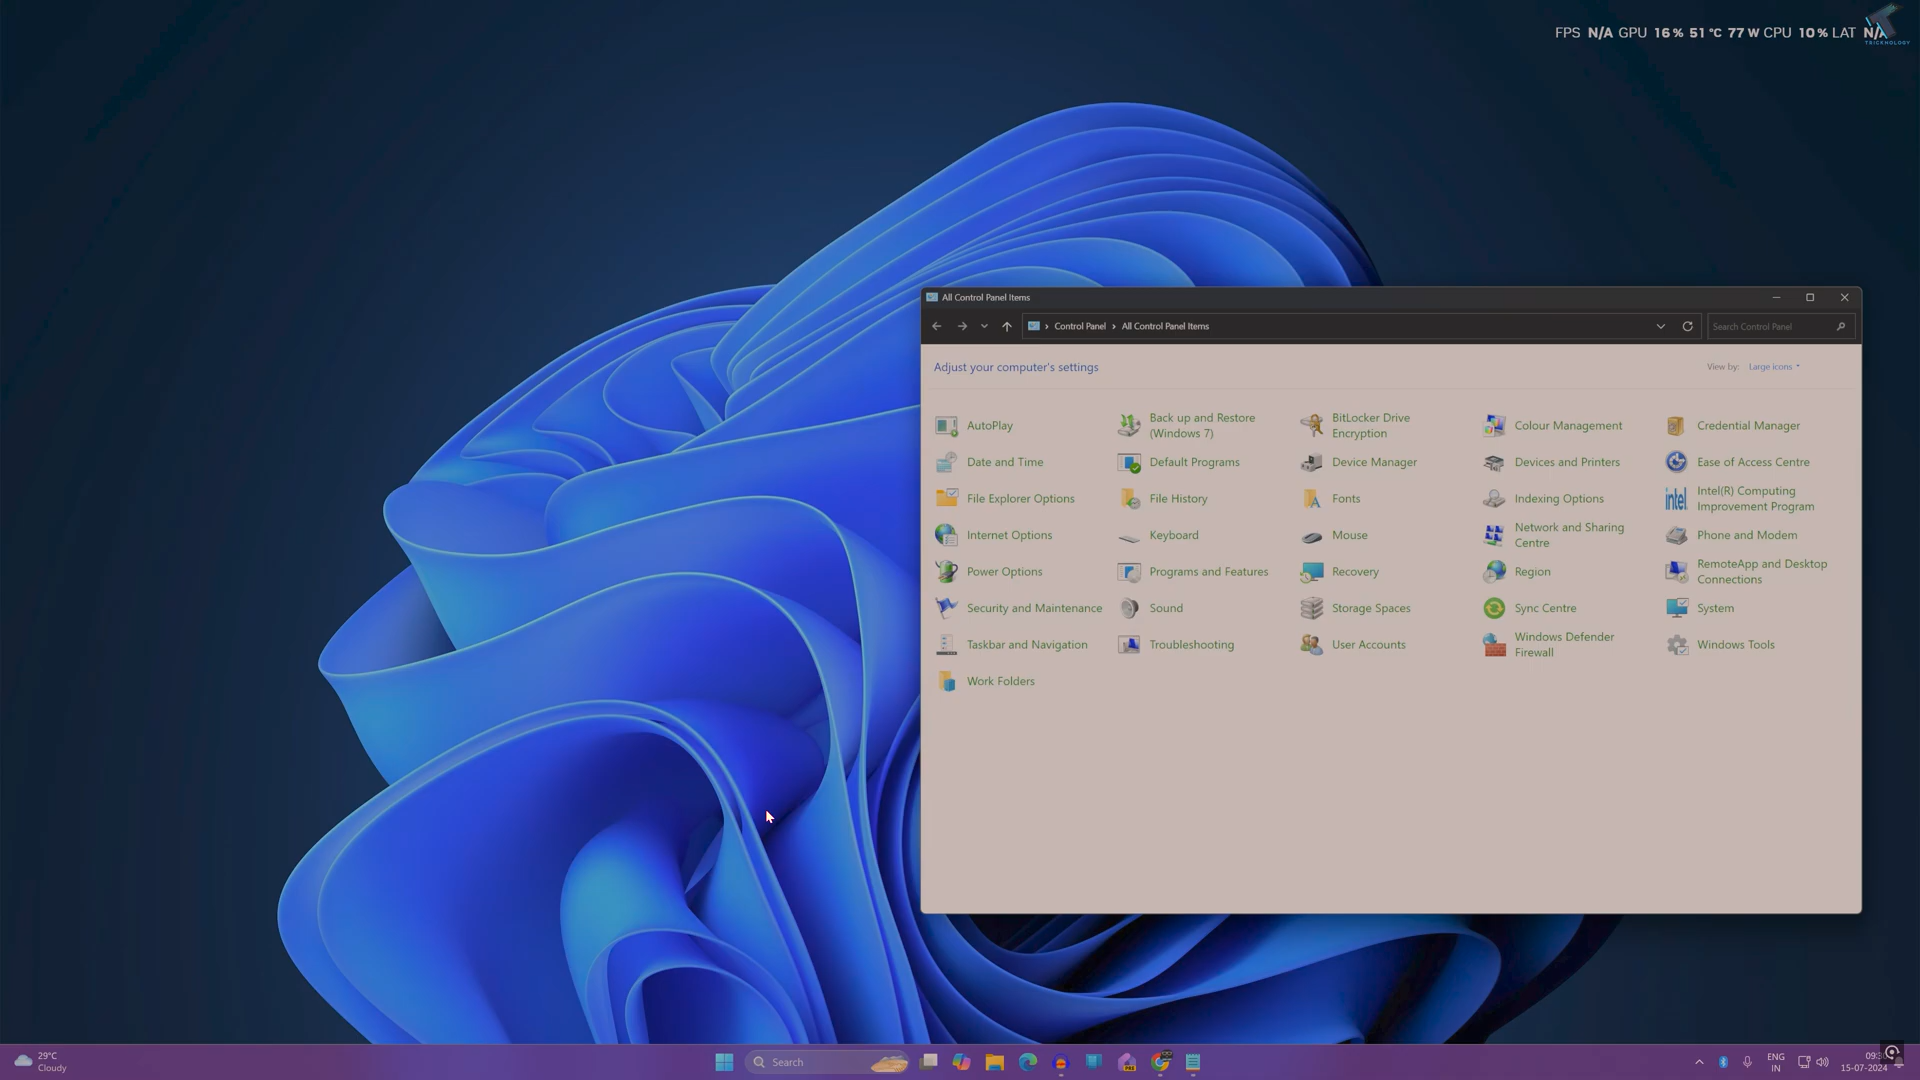 FPS N/A GPU 16% 51°C 77W CPU 10% LAT N/A
TRICKNOLOGY
All Control Panel Items
Control Panel > All Control Panel Items
Search Control Panel
Adjust your computer's settings
View by: Large icons
AutoPlay
Back up and Restore
(Windows 7)
BitLocker Drive
Encryption
Colour Management
Credential Manager
Date and Time
Default Programs
Device Manager
Devices and Printers
Ease of Access Centre
File Explorer Options
File History
Fonts
Indexing Options
intel
Intel(R) Computing
Improvement Program
Internet Options
Keyboard
Mouse
Network and Sharing
Centre
Phone and Modem
Power Options
Programs and Features
Recovery
Region
RemoteApp and Desktop
Connections
Security and Maintenance
Sound
Storage Spaces
Sync Centre
System
Taskbar and Navigation
Troubleshooting
User Accounts
Windows Defender
Firewall
Windows Tools
Work Folders
29°C
Cloudy
Search
PRE
ENG
IN
15-07-2024